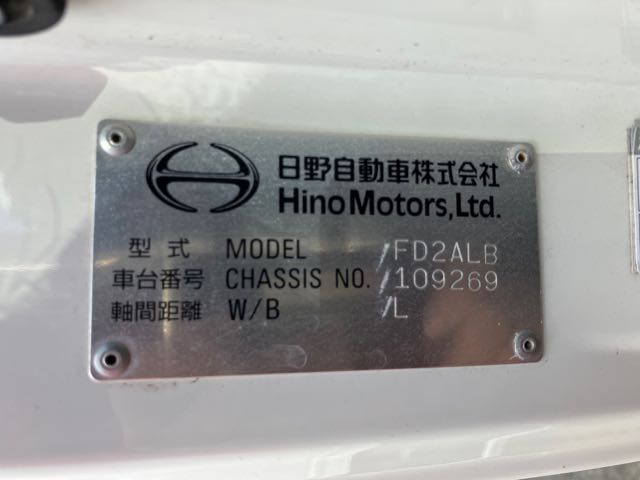 日野自動車株式会社
Hino Motors, Ltd.
型式 MODEL /FD2ALB
車台番号 CHASSIS NO. /109269
軸間距離 W/B /L